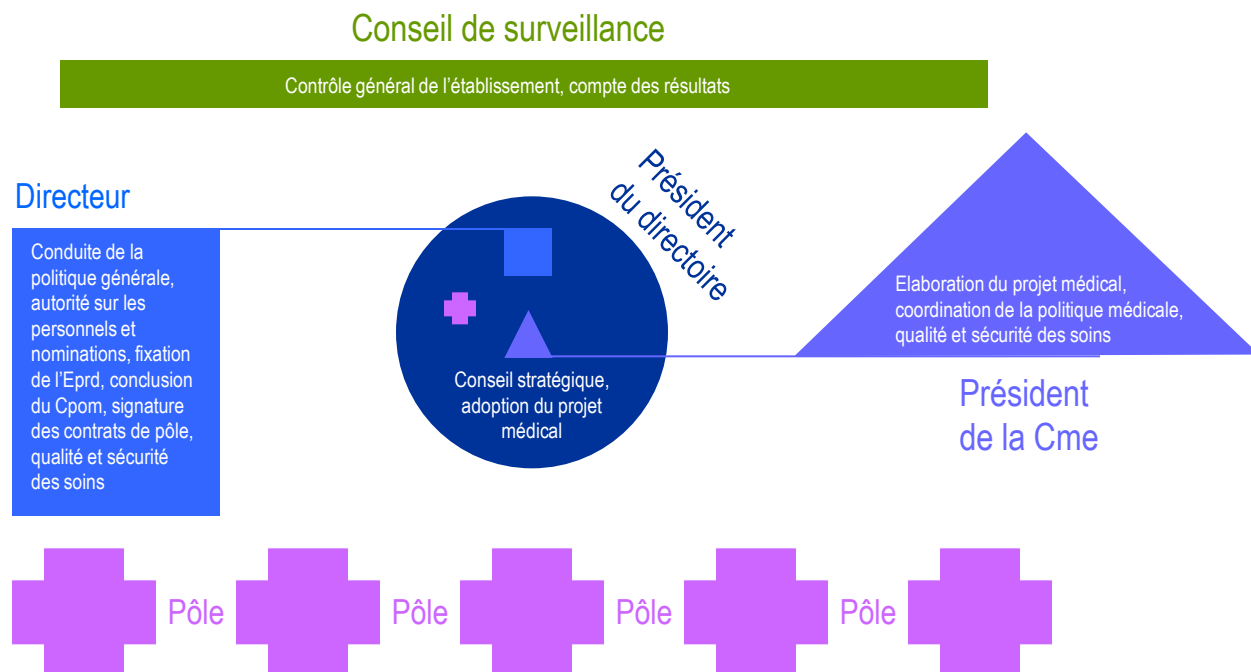 Conseil de surveillance
Contrôle général de l’établissement, compte des résultats
Président
du directoire
Directeur
Conduite de la
politique générale,
autorité sur les
personnels et
nominations, fixation
de l’Eprd, conclusion
du Cpom, signature
des contrats de pôle,
qualité et sécurité
des soins
Conseil stratégique,
adoption du projet
médical
Elaboration du projet médical,
coordination de la politique médicale,
qualité et sécurité des soins
Président
de la Cme
Pôle
Pôle
Pôle
Pôle